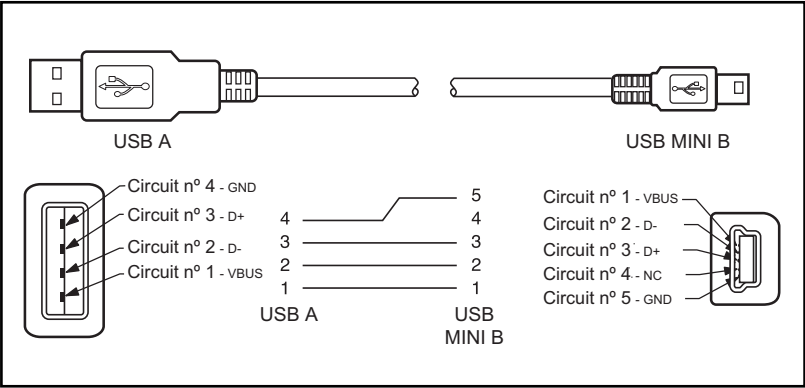 USB A
USB MINI B
Circuit nº 4 - GND
Circuit nº 3 - D+
Circuit nº 2 - D-
Circuit nº 1 - VBUS
4
3
2
1
USB A
5
4
3
2
1
USB
MINI B
Circuit nº 1 - VBUS
Circuit nº 2 - D-
Circuit nº 3 - D+
Circuit nº 4 - NC
Circuit nº 5 - GND